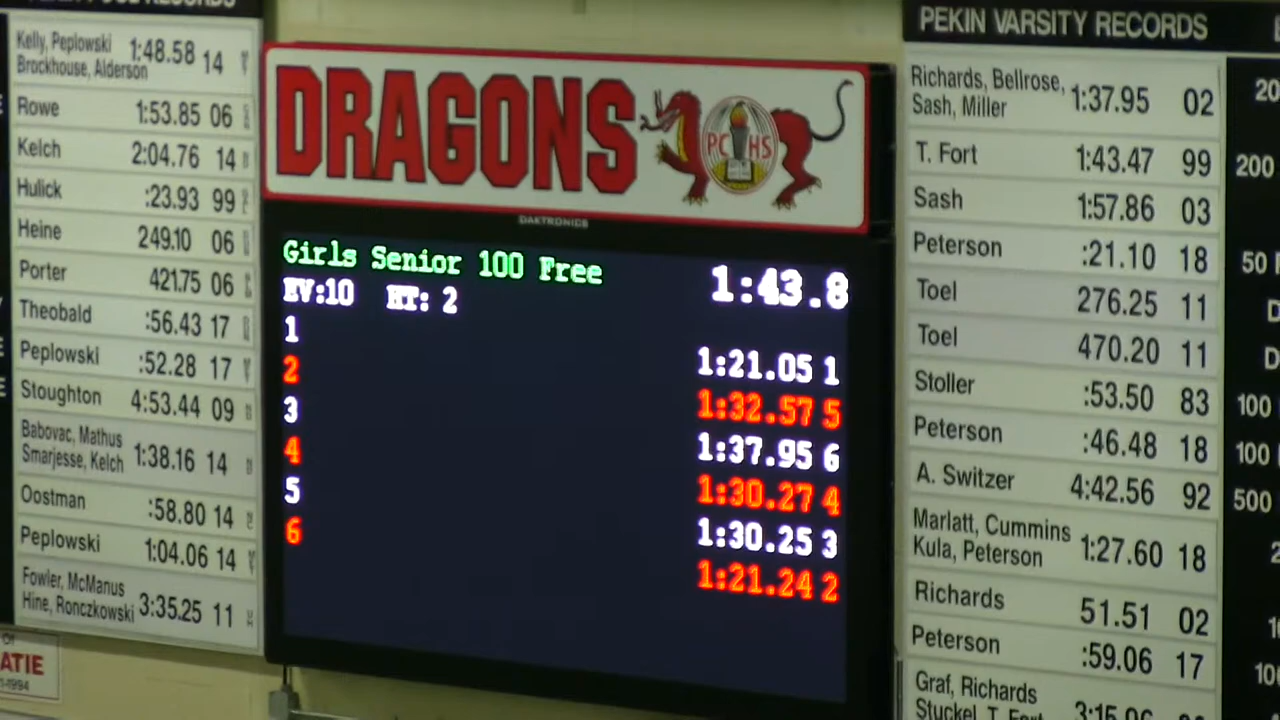 Kelly, Peplowski
Brockhouse, Alderson 1:48.58 14
Rowe 1:53.85 06
Kelch 2:04.76 14
Hulick :23.93 99
Heine 249.10 06
Porter 421.75 06
Theobald :56.43 17
Peplowski :52.28 17
Stoughton 4:53.44 09
Babovac, Mathus
Smarjesse, Kelch 1:38.16 14
Oostman :58.80 14
Peplowski 1:04.06 14
Fowler, McManus
Hine, Ronczkowski 3:35.25 11
ATIE
-1994
DRAGONS
PC HS
DAKTRONICS
Girls Senior 100 Free 1:43.8
EV:10 HT: 2
1 1:21.05 1
2 1:32.57 5
3 1:37.95 6
4 1:30.27 4
5 1:30.25 3
6 1:21.24 2
PEKIN VARSITY RECORDS
Richards, Bellrose,
Sash, Miller 1:37.95 02
T. Fort 1:43.47 99
Sash 1:57.86 03
Peterson :21.10 18
Toel 276.25 11
Toel 470.20 11
Stoller :53.50 83
Peterson :46.48 18
A. Switzer 4:42.56 92
Marlatt, Cummins
Kula, Peterson 1:27.60 18
Richards 51.51 02
Peterson :59.06 17
Graf, Richards
Stuckel, T. Fort
20
200
50
D
D
100
100
500
2
10